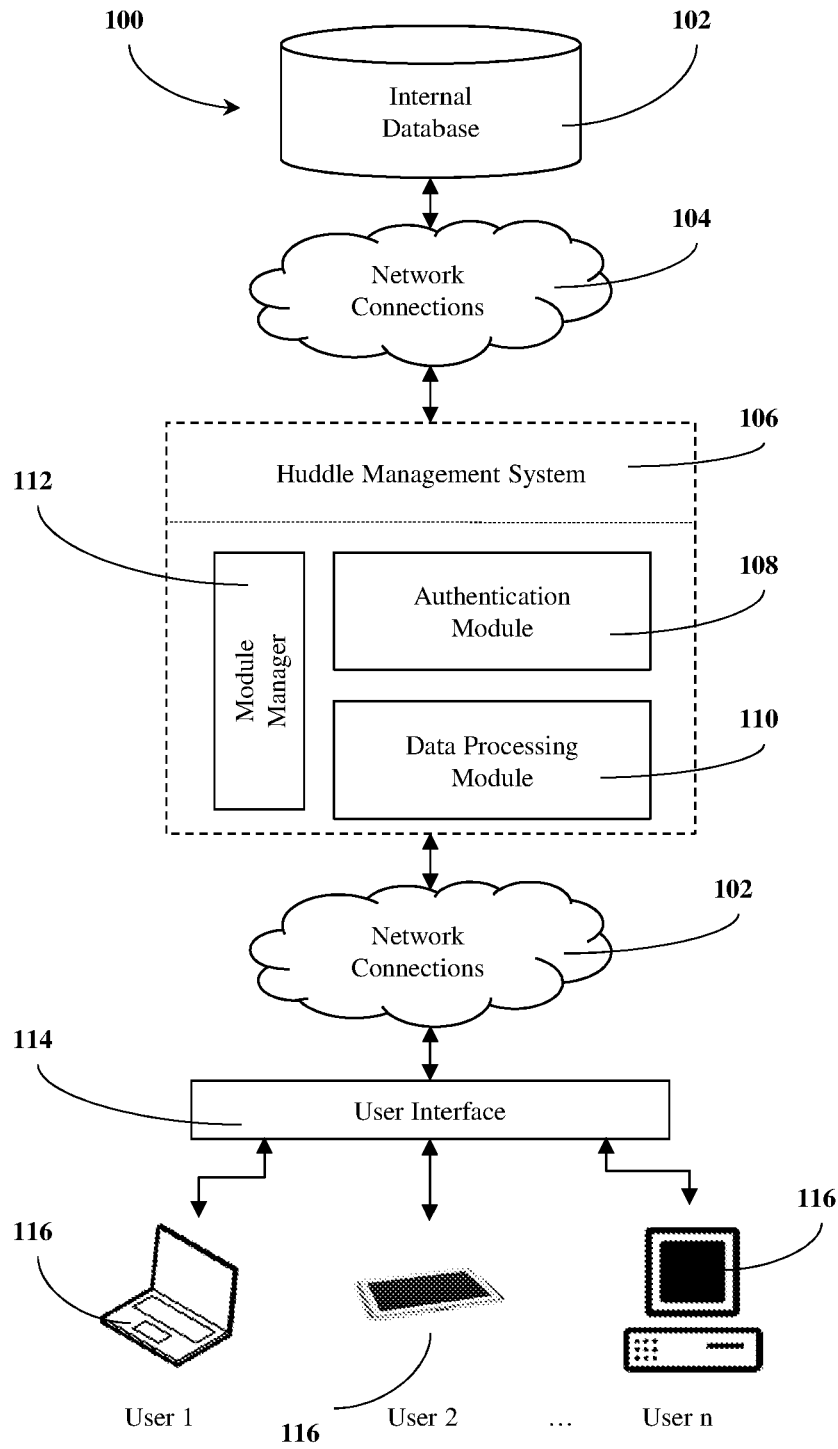 100
102
Internal
Database
104
Network
Connections
106
Huddle Management System
112
108
Authentication
Module
Module
Manager
110
Data Processing
Module
102
Network
Connections
114
User Interface
116
116
116
User 1
User 2
...
User n